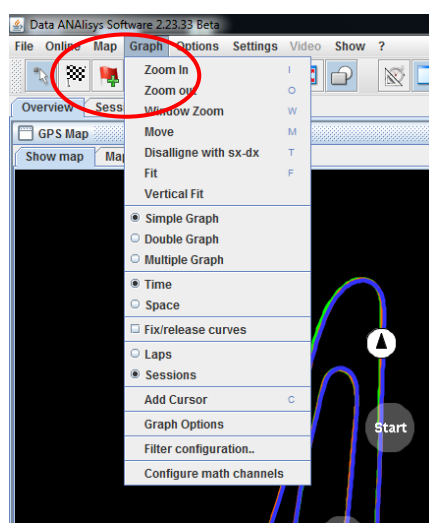 Data ANAlisys Software 2.23.33 Beta
File Online Map Graph Options Settings Video Show ?
Zoom In I
Zoom out O
Overview
Window Zoom W
GPS Map
Move M
Show map
Disalligne with sx-dx T
Fit F
Vertical Fit
Simple Graph
Double Graph
Multiple Graph
Time
Space
Fix/release curves
Laps
Sessions
Add Cursor C
Graph Options
Start
Filter configuration..
Configure math channels